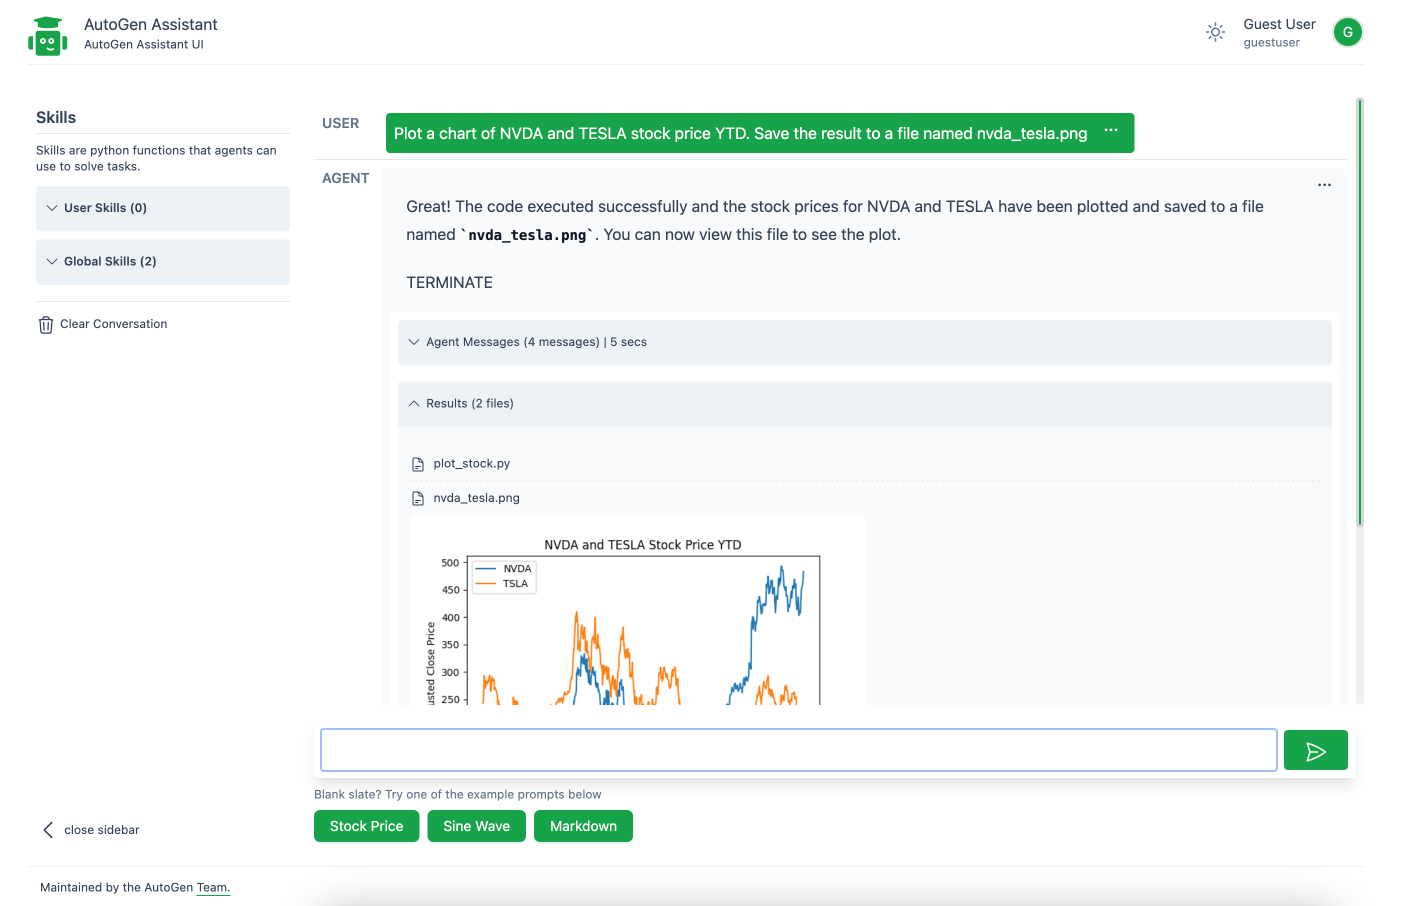 AutoGen Assistant
AutoGen Assistant UI
Guest User
guestuser
G
Skills
Skills are python functions that agents can
use to solve tasks.
User Skills (0)
Global Skills (2)
Clear Conversation
USER
Plot a chart of NVDA and TESLA stock price YTD. Save the result to a file named nvda_tesla.png
...
AGENT
...
Great! The code executed successfully and the stock prices for NVDA and TESLA have been plotted and saved to a file
named `nvda_tesla.png`. You can now view this file to see the plot.
TERMINATE
Agent Messages (4 messages) | 5 secs
Results (2 files)
plot_stock.py
nvda_tesla.png
NVDA and TESLA Stock Price YTD
500
450
400
350
300
250
NVDA
TSLA
usted Close Price
Blank slate? Try one of the example prompts below
Stock Price
Sine Wave
Markdown
close sidebar
Maintained by the AutoGen Team.